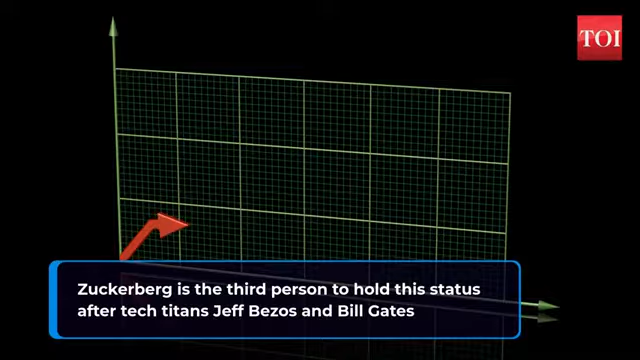 TOI
Zuckerberg is the third person to hold this status
after tech titans Jeff Bezos and Bill Gates